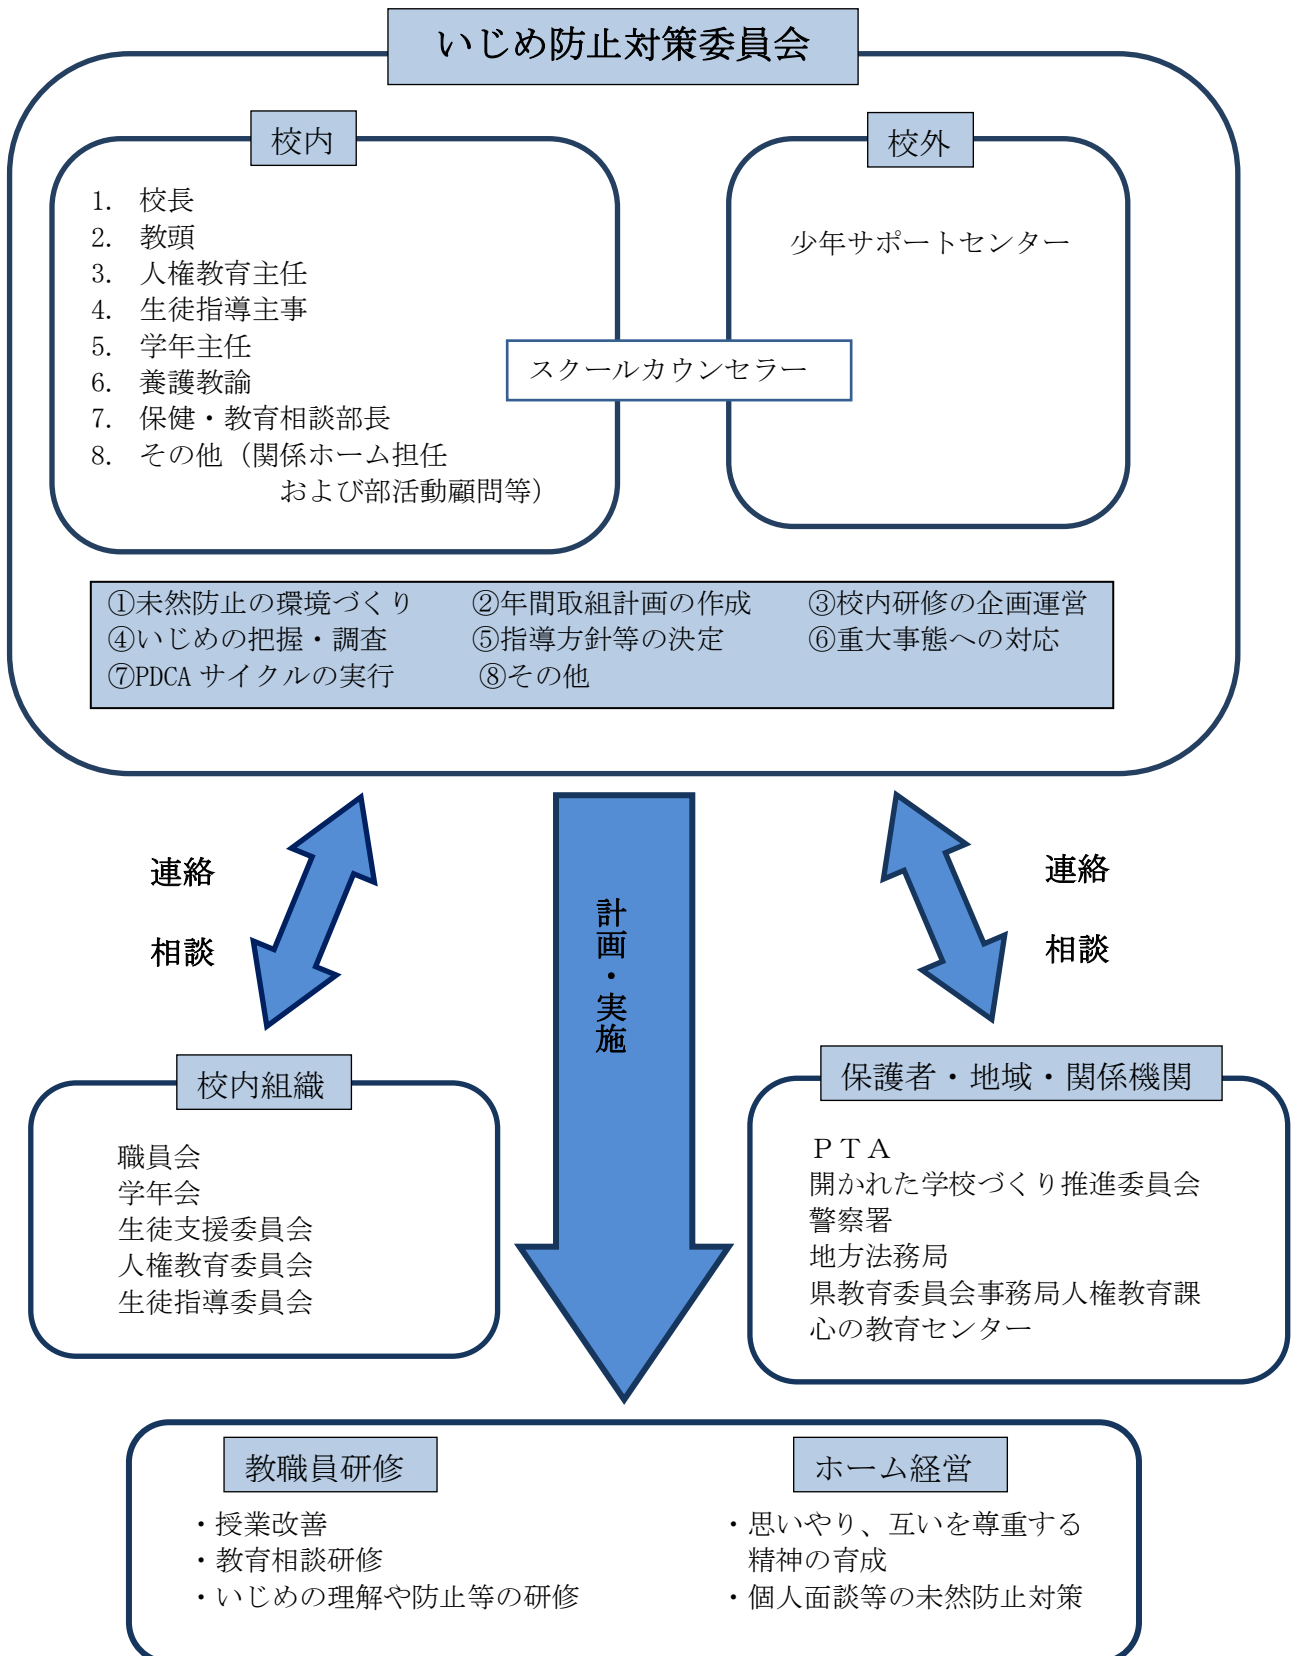 いじめ防止対策委員会
校内
1. 校長
2. 教頭
3. 人権教育主任
4. 生徒指導主事
5. 学年主任
6. 養護教諭
7. 保健・教育相談部長
8. その他（関係ホーム担任
および部活動顧問等）
校外
少年サポートセンター
スクールカウンセラー
①未然防止の環境づくり　②年間取組計画の作成　③校内研修の企画運営
④いじめの把握・調査　⑤指導方針等の決定　⑥重大事態への対応
⑦PDCA サイクルの実行　⑧その他
連絡
相談
計画・実施
連絡
相談
校内組織
職員会
学年会
生徒支援委員会
人権教育委員会
生徒指導委員会
保護者・地域・関係機関
ＰＴＡ
開かれた学校づくり推進委員会
警察署
地方法務局
県教育委員会事務局人権教育課
心の教育センター
教職員研修
・授業改善
・教育相談研修
・いじめの理解や防止等の研修
ホーム経営
・思いやり、互いを尊重する
精神の育成
・個人面談等の未然防止対策